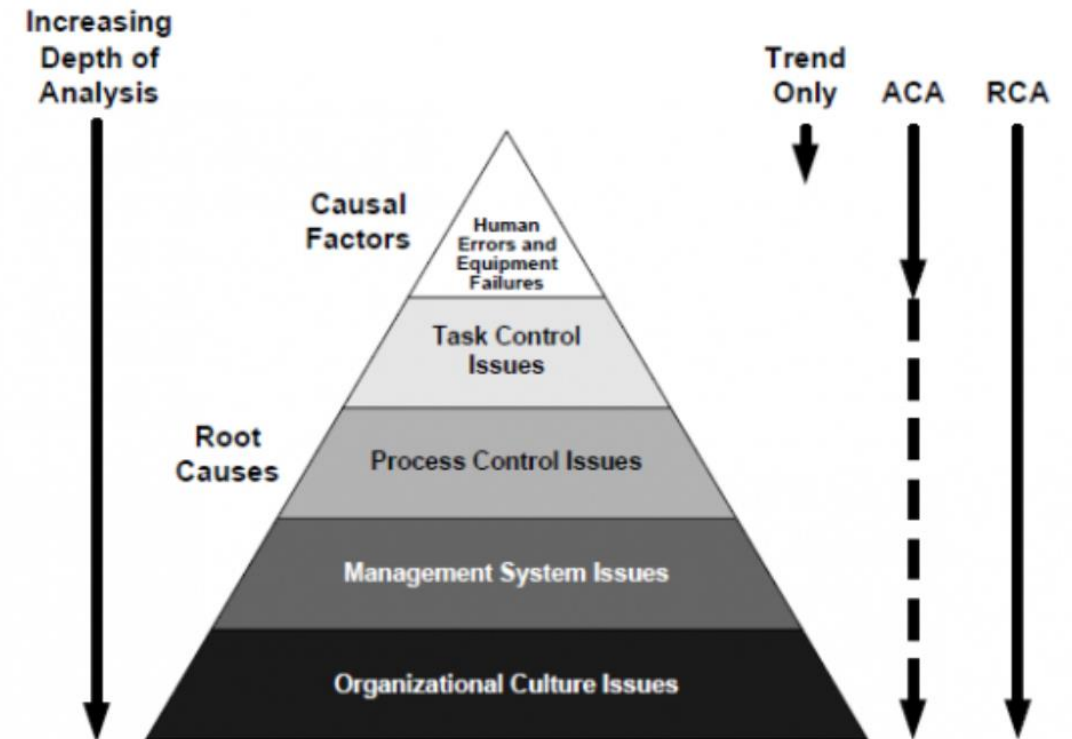 Increasing
Depth of
Analysis
Trend
Only
ACA
RCA
Causal
Factors
Human
Errors and
Equipment
Failures
Task Control
Issues
Root
Causes
Process Control Issues
Management System Issues
Organizational Culture Issues